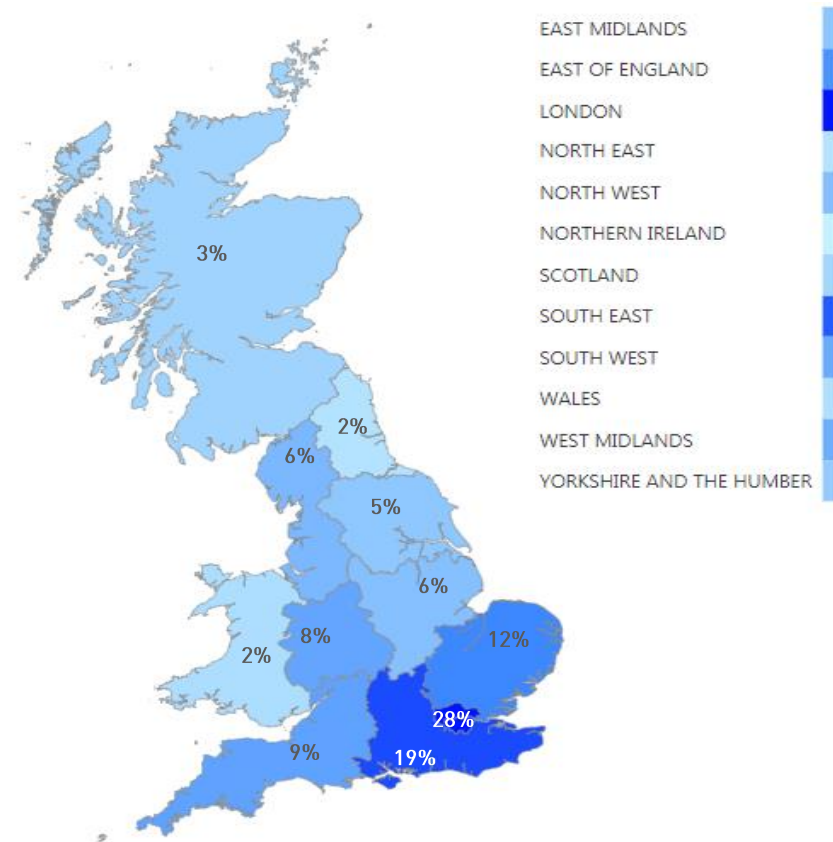 EAST MIDLANDS
EAST OF ENGLAND
LONDON
NORTH EAST
NORTH WEST
NORTHERN IRELAND
SCOTLAND
SOUTH EAST
SOUTH WEST
WALES
WEST MIDLANDS
YORKSHIRE AND THE HUMBER
3%
2%
6%
5%
6%
8%
12%
2%
28%
9%
19%